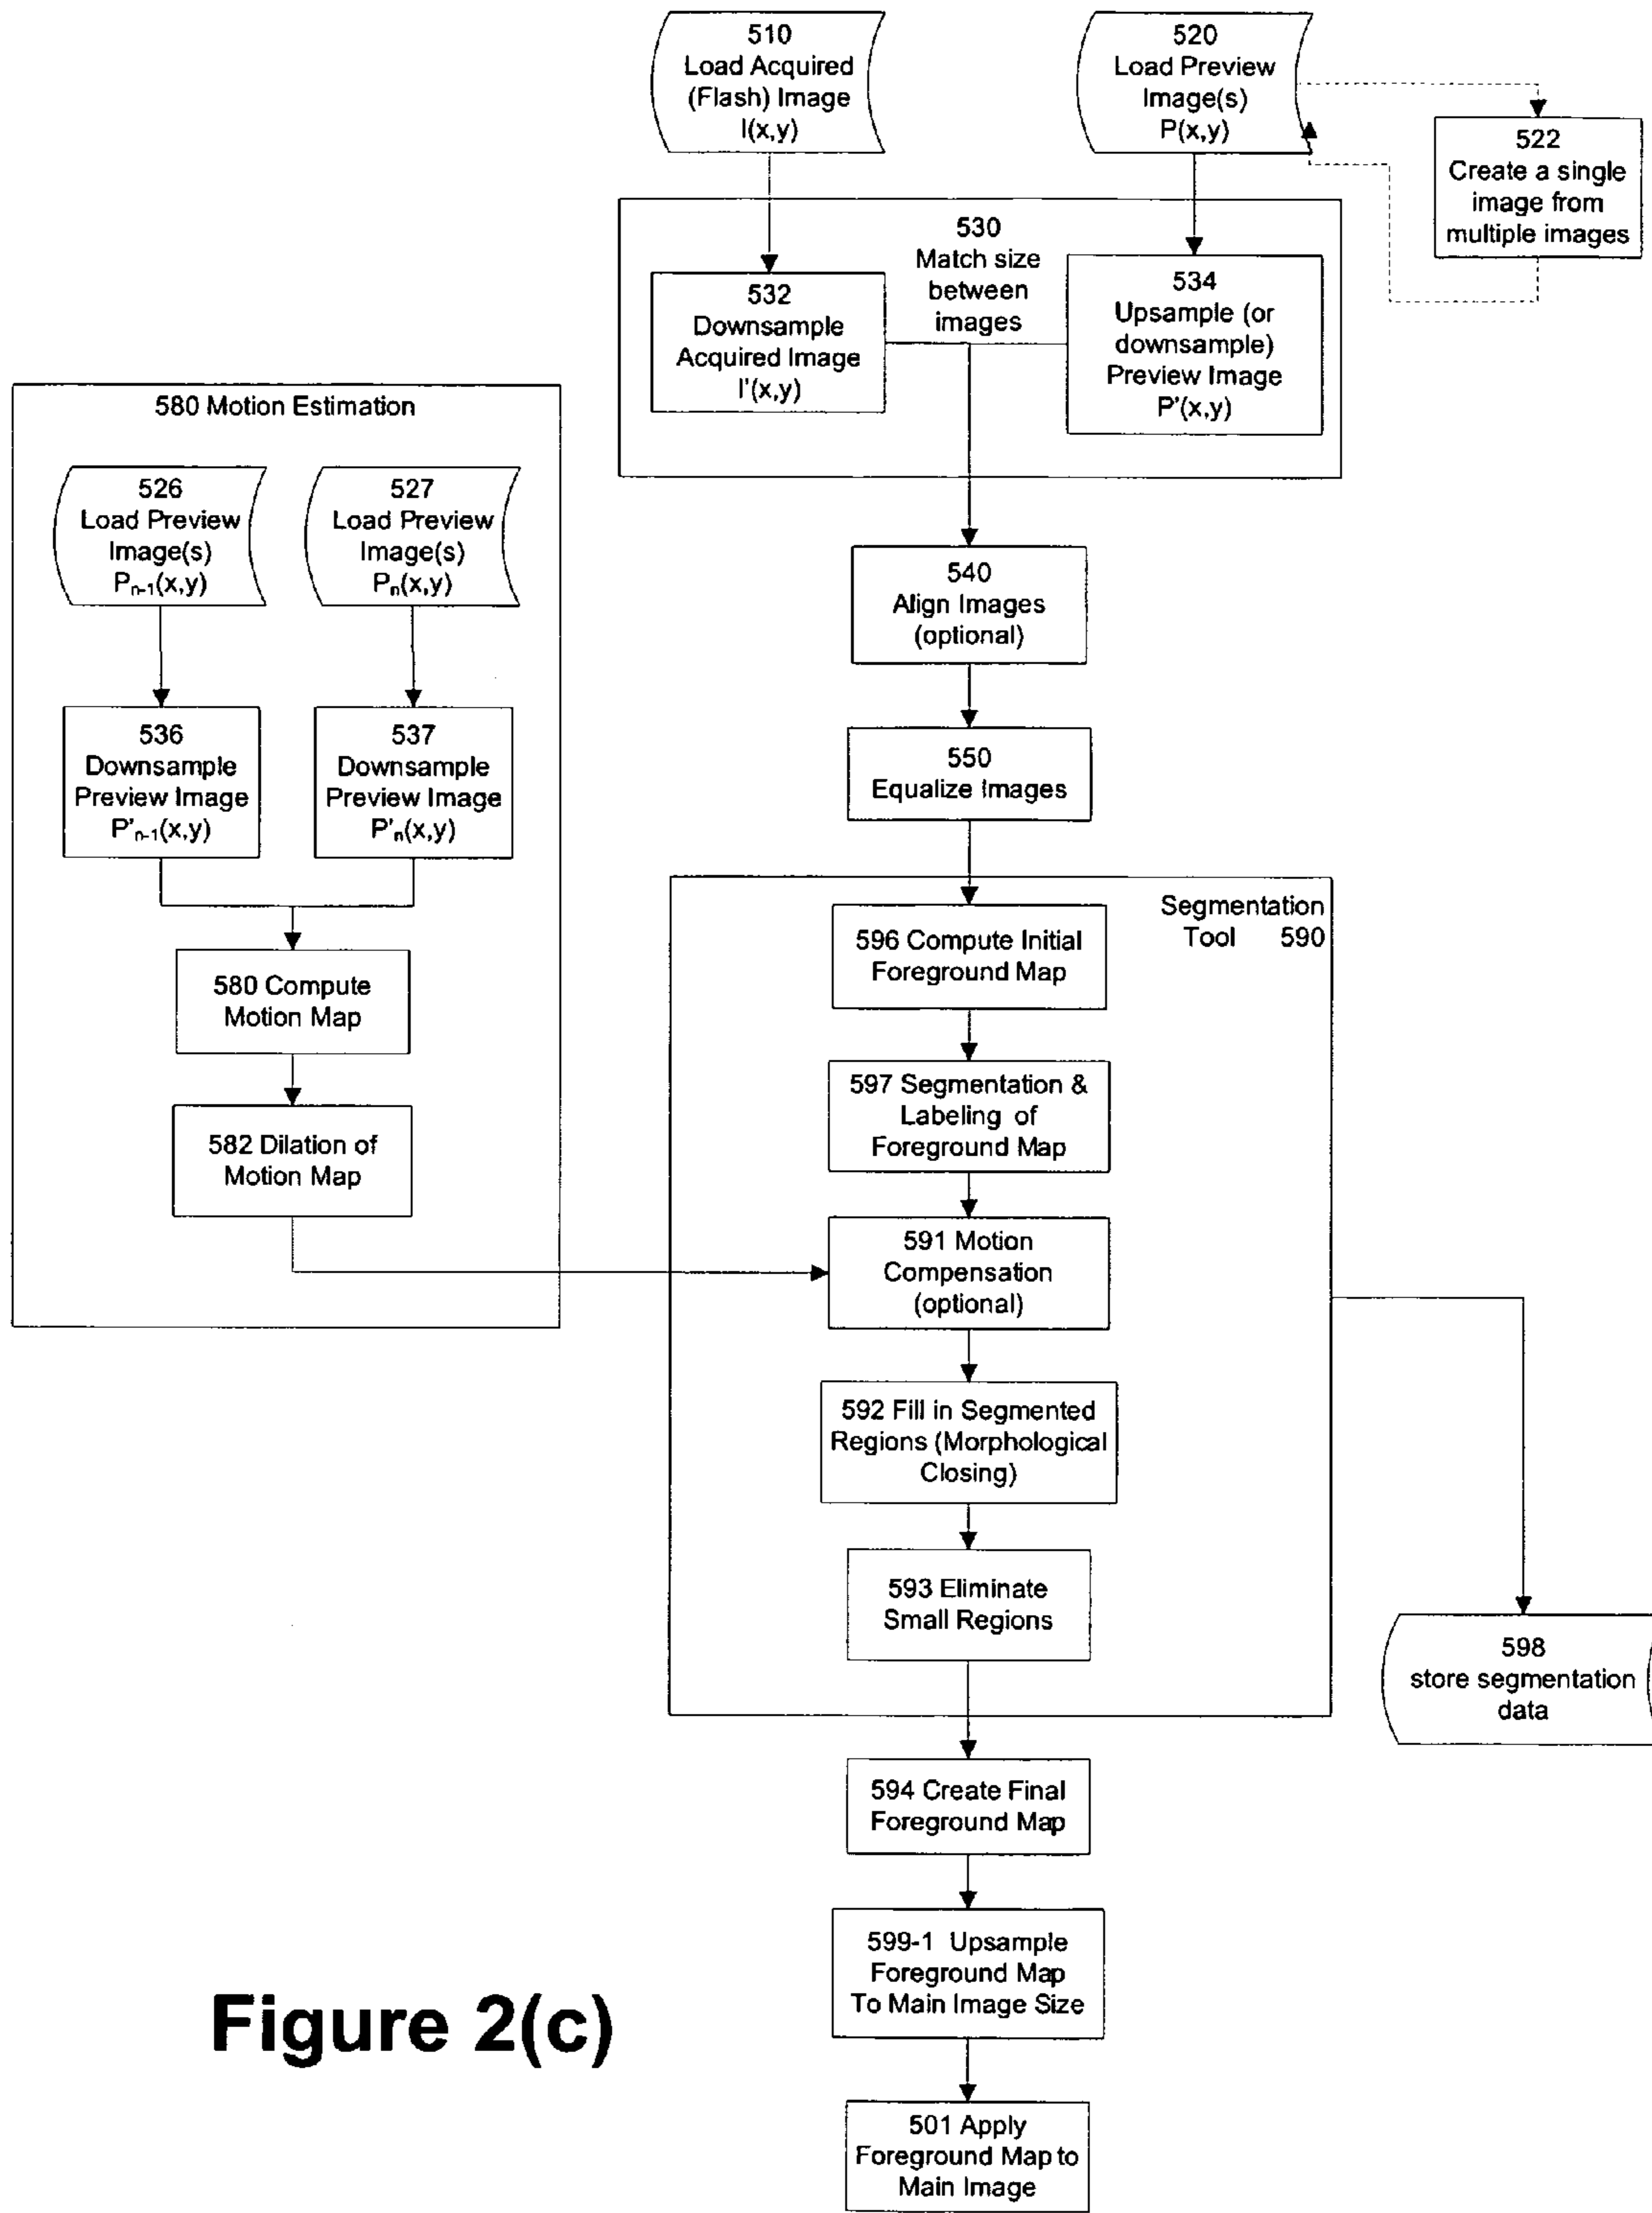 510
Load Acquired
(Flash) Image
I(x,y)
520
Load Preview
Image(s)
P(x,y)
522
Create a single
image from
multiple images
530
Match size
between
images
532
Downsample
Acquired Image
I'(x,y)
534
Upsample (or
downsample)
Preview Image
P'(x,y)
580 Motion Estimation
526
Load Preview
Image(s)
Pn-1(x,y)
527
Load Preview
Image(s)
Pn(x,y)
536
Downsample
Preview Image
P'n-1(x,y)
537
Downsample
Preview Image
P'n(x,y)
580 Compute
Motion Map
582 Dilation of
Motion Map
540
Align Images
(optional)
550
Equalize Images
Segmentation
Tool 590
596 Compute Initial
Foreground Map
597 Segmentation &
Labeling of
Foreground Map
591 Motion
Compensation
(optional)
592 Fill in Segmented
Regions (Morphological
Closing)
593 Eliminate
Small Regions
598
store segmentation
data
594 Create Final
Foreground Map
599-1 Upsample
Foreground Map
To Main Image Size
501 Apply
Foreground Map to
Main Image
Figure 2(c)